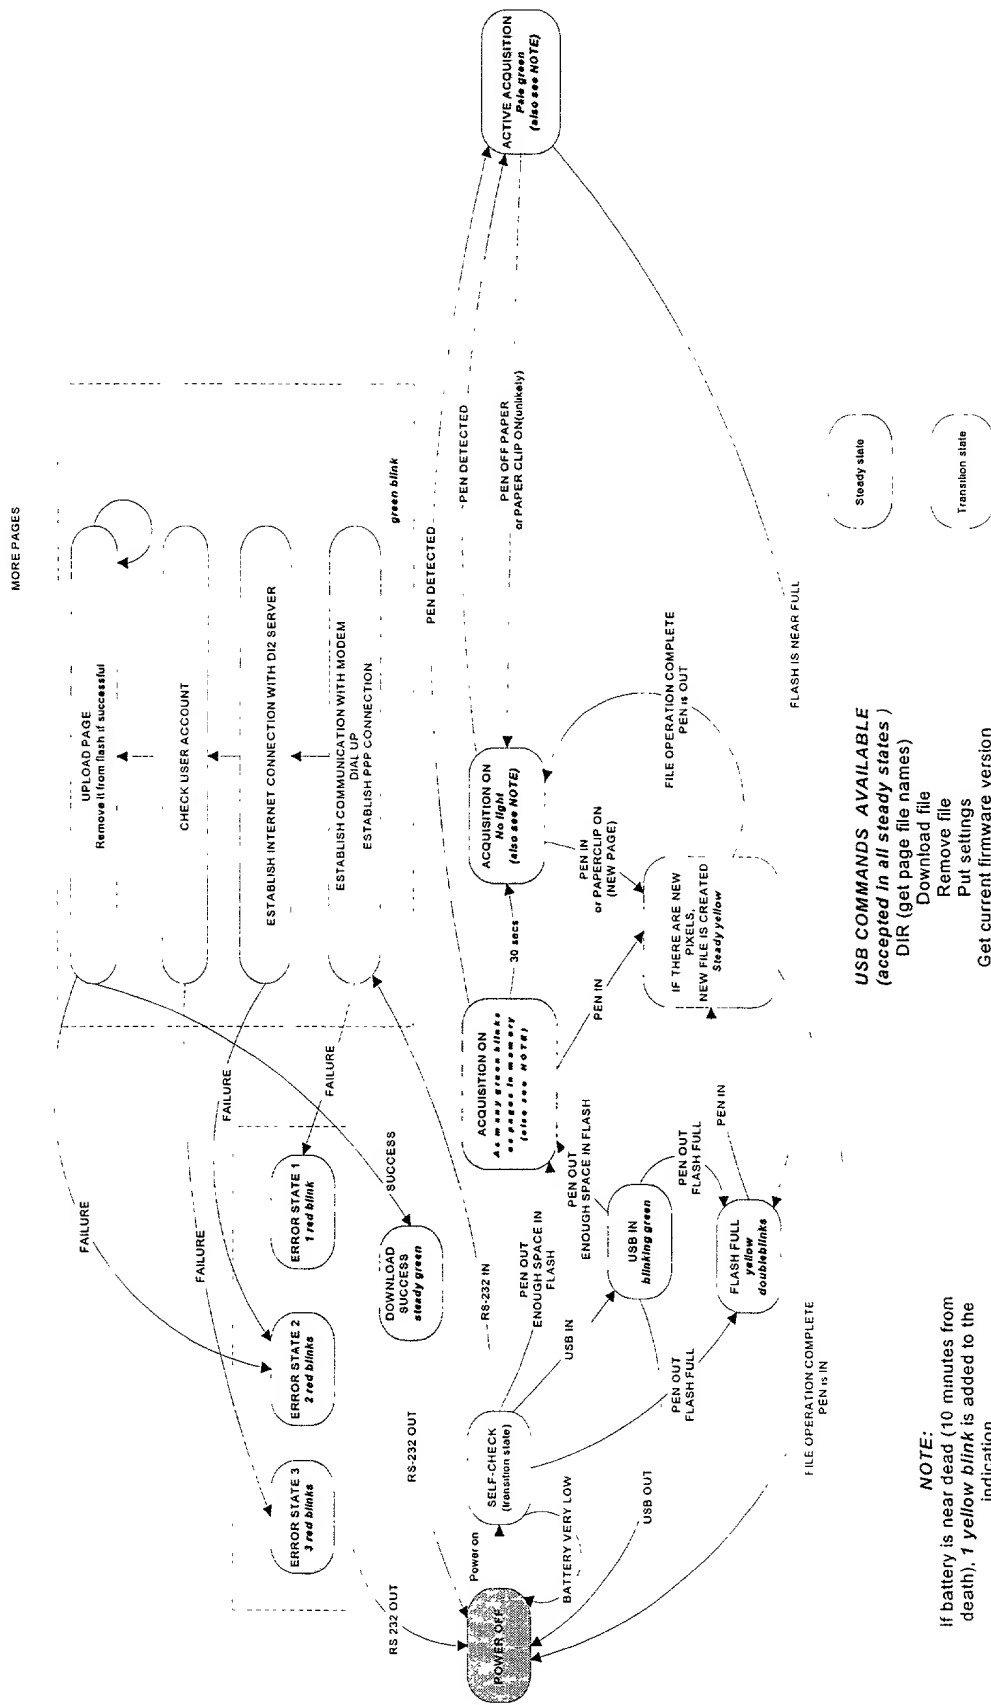 MORE PAGES
UPLOAD PAGE
Remove it from flash if successful
CHECK USER ACCOUNT
ESTABLISH INTERNET CONNECTION WITH DI2 SERVER
ESTABLISH COMMUNICATION WITH MODEM
DIAL UP
ESTABLISH PPP CONNECTION
green blink
FAILURE
FAILURE
FAILURE
FAILURE
SUCCESS
ERROR STATE 3
3 red blinks
ERROR STATE 2
2 red blinks
ERROR STATE 1
1 red blink
DOWNLOAD
SUCCESS
steady green
RS 232 OUT
RS-232 OUT
RS-232 IN
PEN DETECTED
PEN DETECTED
PEN OFF PAPER
or PAPER CLIP ON(unlikely)
POWER OFF
Power on
SELF-CHECK
(transition state)
BATTERY VERY LOW
PEN OUT
ENOUGH SPACE IN
FLASH
USB IN
PEN OUT
FLASH FULL
USB OUT
ACQUISITION ON
As many green blinks
as pages in memory
(also see NOTE)
30 secs
ACQUISITION ON
No light
(also see NOTE)
ACTIVE ACQUISITION
Pale green
(also see NOTE)
PEN OUT
ENOUGH SPACE IN FLASH
USB IN
blinking green
PEN OUT
FLASH FULL
FLASH FULL
yellow
doubleblinks
PEN IN
PEN IN
PEN IN
or PAPERCLIP ON
(NEW PAGE)
IF THERE ARE NEW
PIXELS,
NEW FILE IS CREATED
Steady yellow
FILE OPERATION COMPLETE
PEN is OUT
FLASH IS NEAR FULL
FILE OPERATION COMPLETE
PEN is IN
NOTE:
If battery is near dead (10 minutes from
death), 1 yellow blink is added to the
indication
USB COMMANDS AVAILABLE
(accepted in all steady states )
DIR (get page file names)
Download file
Remove file
Put settings
Get current firmware version
Steady state
Transition state